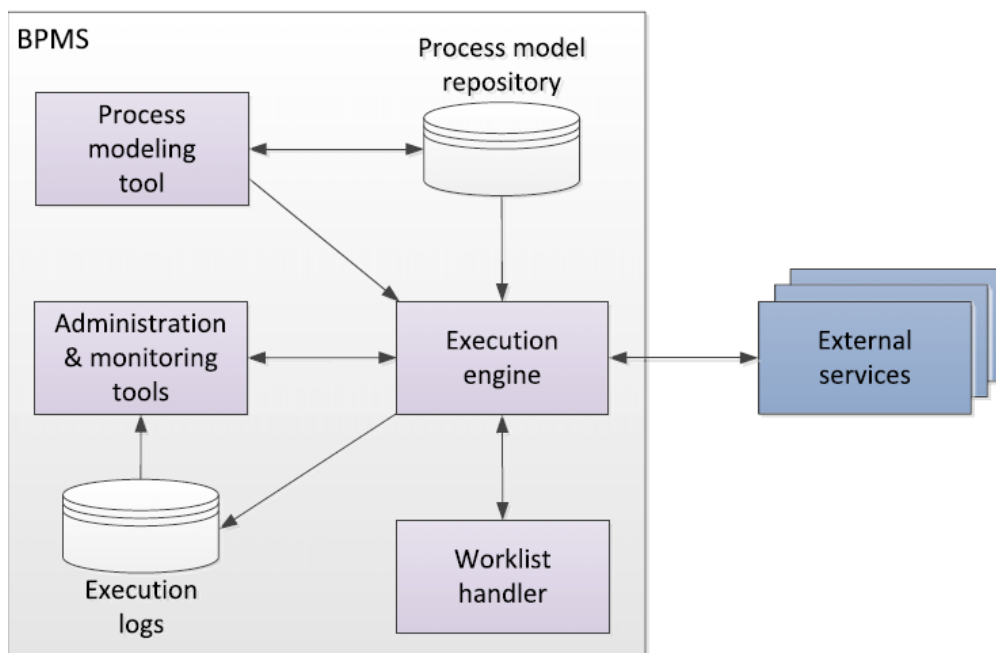 BPMS
Process model
repository
Process
modeling
tool
Administration
& monitoring
tools
Execution
engine
External
services
Execution
logs
Worklist
handler